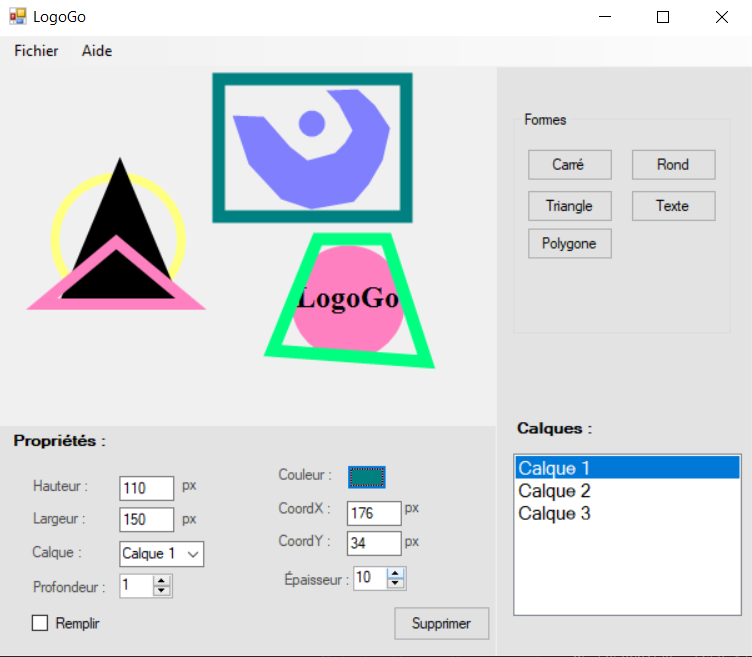 LogoGo
Fichier Aide
LogoGo
Formes
Carré Rond
Triangle Texte
Polygone
Propriétés :
Hauteur : 110 px
Largeur : 150 px
Calque : Calque 1
Profondeur : 1
Remplir
Couleur :
CoordX : 176 px
CoordY : 34 px
Épaisseur : 10
Supprimer
Calques :
Calque 1
Calque 2
Calque 3